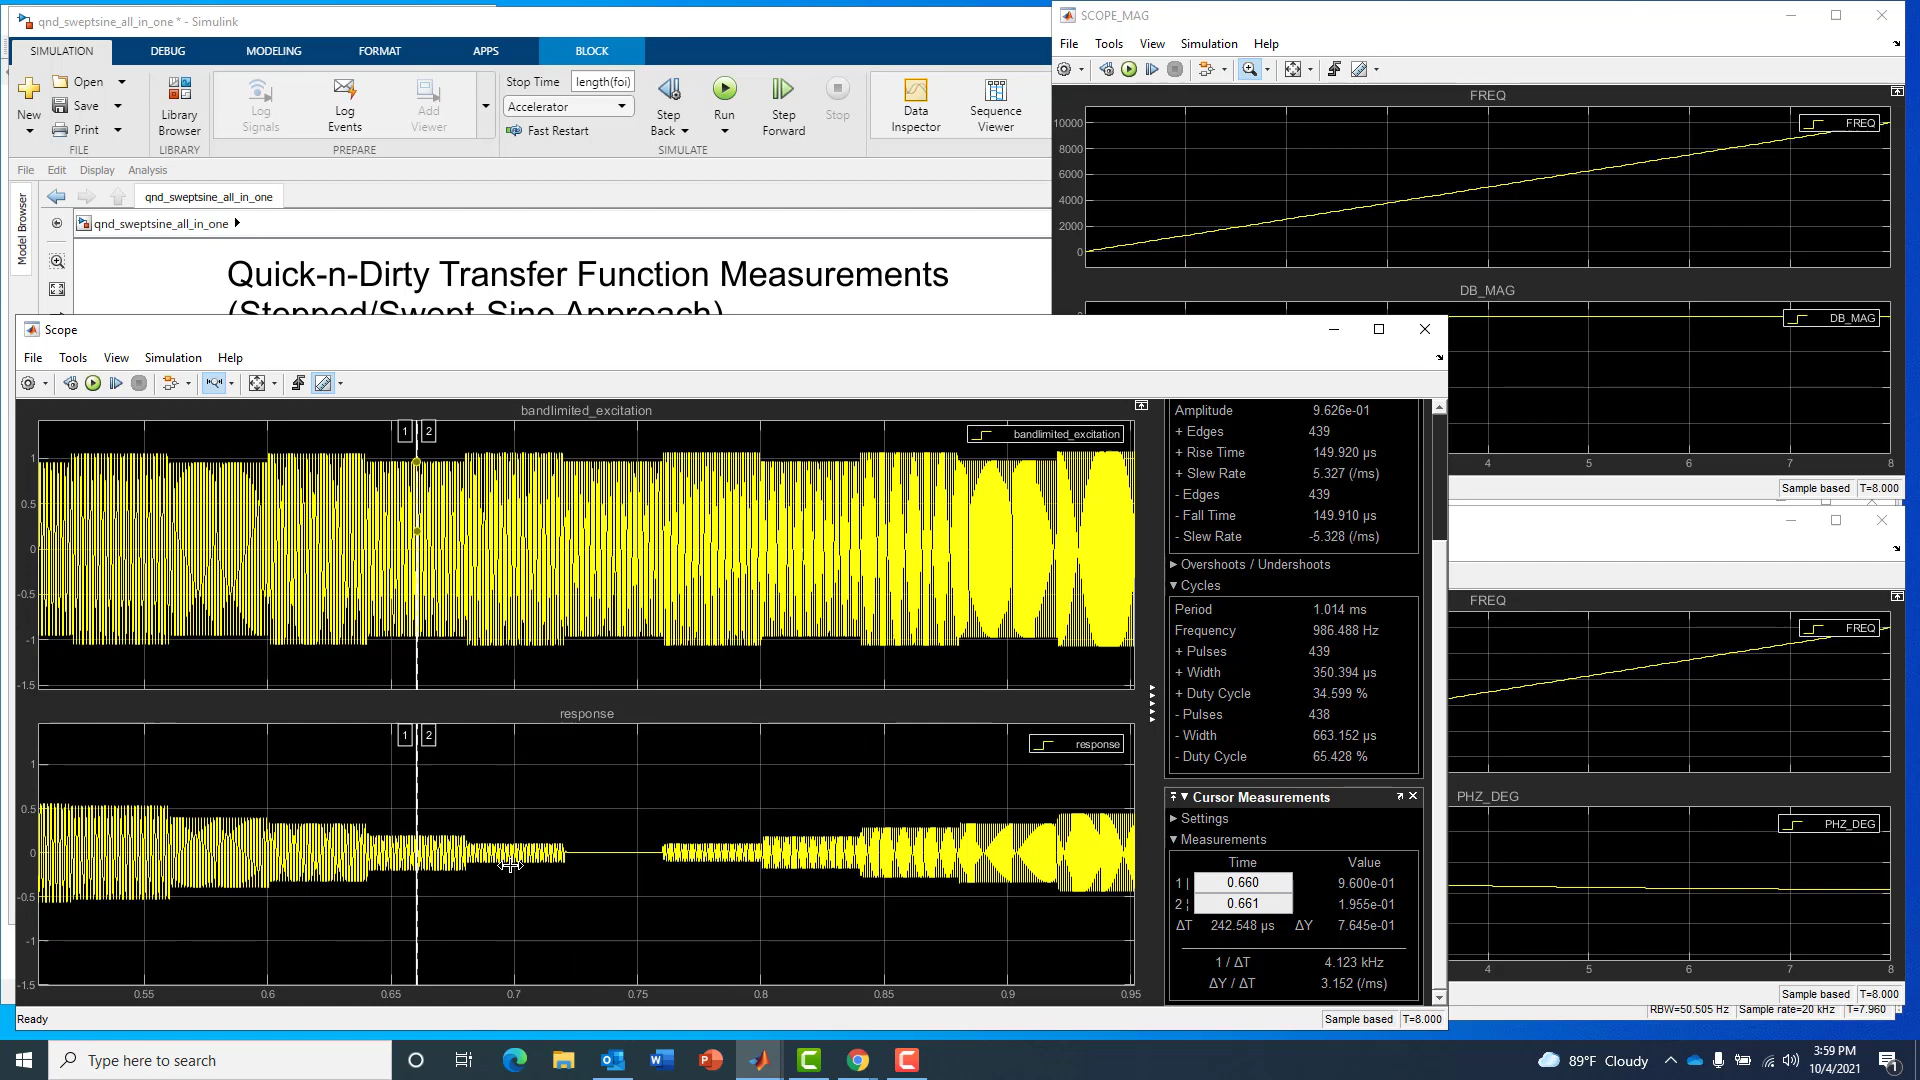 qnd_sweptsine_all_in_one * - Simulink
SIMULATION DEBUG MODELING FORMAT APPS BLOCK
New
Open
Save
Print
FILE
Library
Browser
LIBRARY
Log
Signals
Log
Events
Add
Viewer
PREPARE
Stop Time length(foi)
Accelerator
Fast Restart
Step
Back
Run
Step
Forward
Stop
SIMULATE
Data
Inspector
Sequence
Viewer
File Edit Display Analysis
Model Browser
qnd_sweptsine_all_in_one
qnd_sweptsine_all_in_one
Quick-n-Dirty Transfer Function Measurements
(Stepped/Swept-Sine Approach)
SCOPE_MAG
File Tools View Simulation Help
FREQ
FREQ
10000
8000
6000
4000
2000
0
DB_MAG
DB_MAG
4 5 6 7 8
Sample based T=8.000
FREQ
FREQ
PHZ_DEG
PHZ_DEG
4 5 6 7 8
Sample based T=8.000
RBW=50.505 Hz Sample rate=20 kHz T=7.960
Scope
File Tools View Simulation Help
bandlimited_excitation
1 2
bandlimited_excitation
1
0.5
0
-0.5
-1
-1.5
response
1 2
response
1
0.5
0
-0.5
-1
-1.5
0.55 0.6 0.65 0.7 0.75 0.8 0.85 0.9 0.95
Amplitude 9.626e-01
+ Edges 439
+ Rise Time 149.920 µs
+ Slew Rate 5.327 (/ms)
- Edges 439
- Fall Time 149.910 µs
- Slew Rate -5.328 (/ms)
Overshoots / Undershoots
Cycles
Period 1.014 ms
Frequency 986.488 Hz
+ Pulses 439
+ Width 350.394 µs
+ Duty Cycle 34.599 %
- Pulses 438
- Width 663.152 µs
- Duty Cycle 65.428 %
Cursor Measurements
Settings
Measurements
Time Value
1 | 0.660 9.600e-01
2 ¦ 0.661 1.955e-01
ΔT 242.548 µs ΔY 7.645e-01
1 / ΔT 4.123 kHz
ΔY / ΔT 3.152 (/ms)
Ready
Sample based T=8.000
Type here to search
89°F Cloudy
3:59 PM
10/4/2021
1